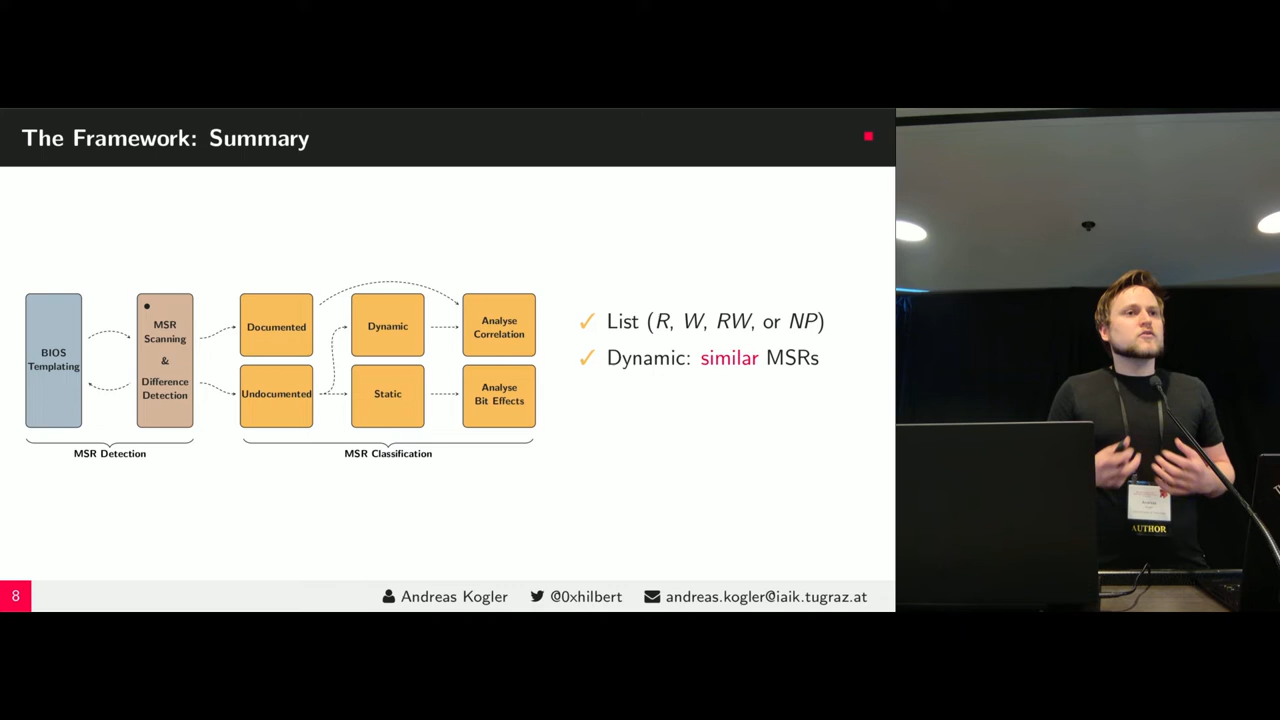 The Framework: Summary
BIOS
Templating
MSR
Scanning
&
Difference
Detection
Documented
Dynamic
Analyse
Correlation
Undocumented
Static
Analyse
Bit Effects
MSR Detection
MSR Classification
✓ List (R, W, RW, or NP)
✓ Dynamic: similar MSRs
8
Andreas Kogler
@0xhilbert
andreas.kogler@iaik.tugraz.at
AUTHOR